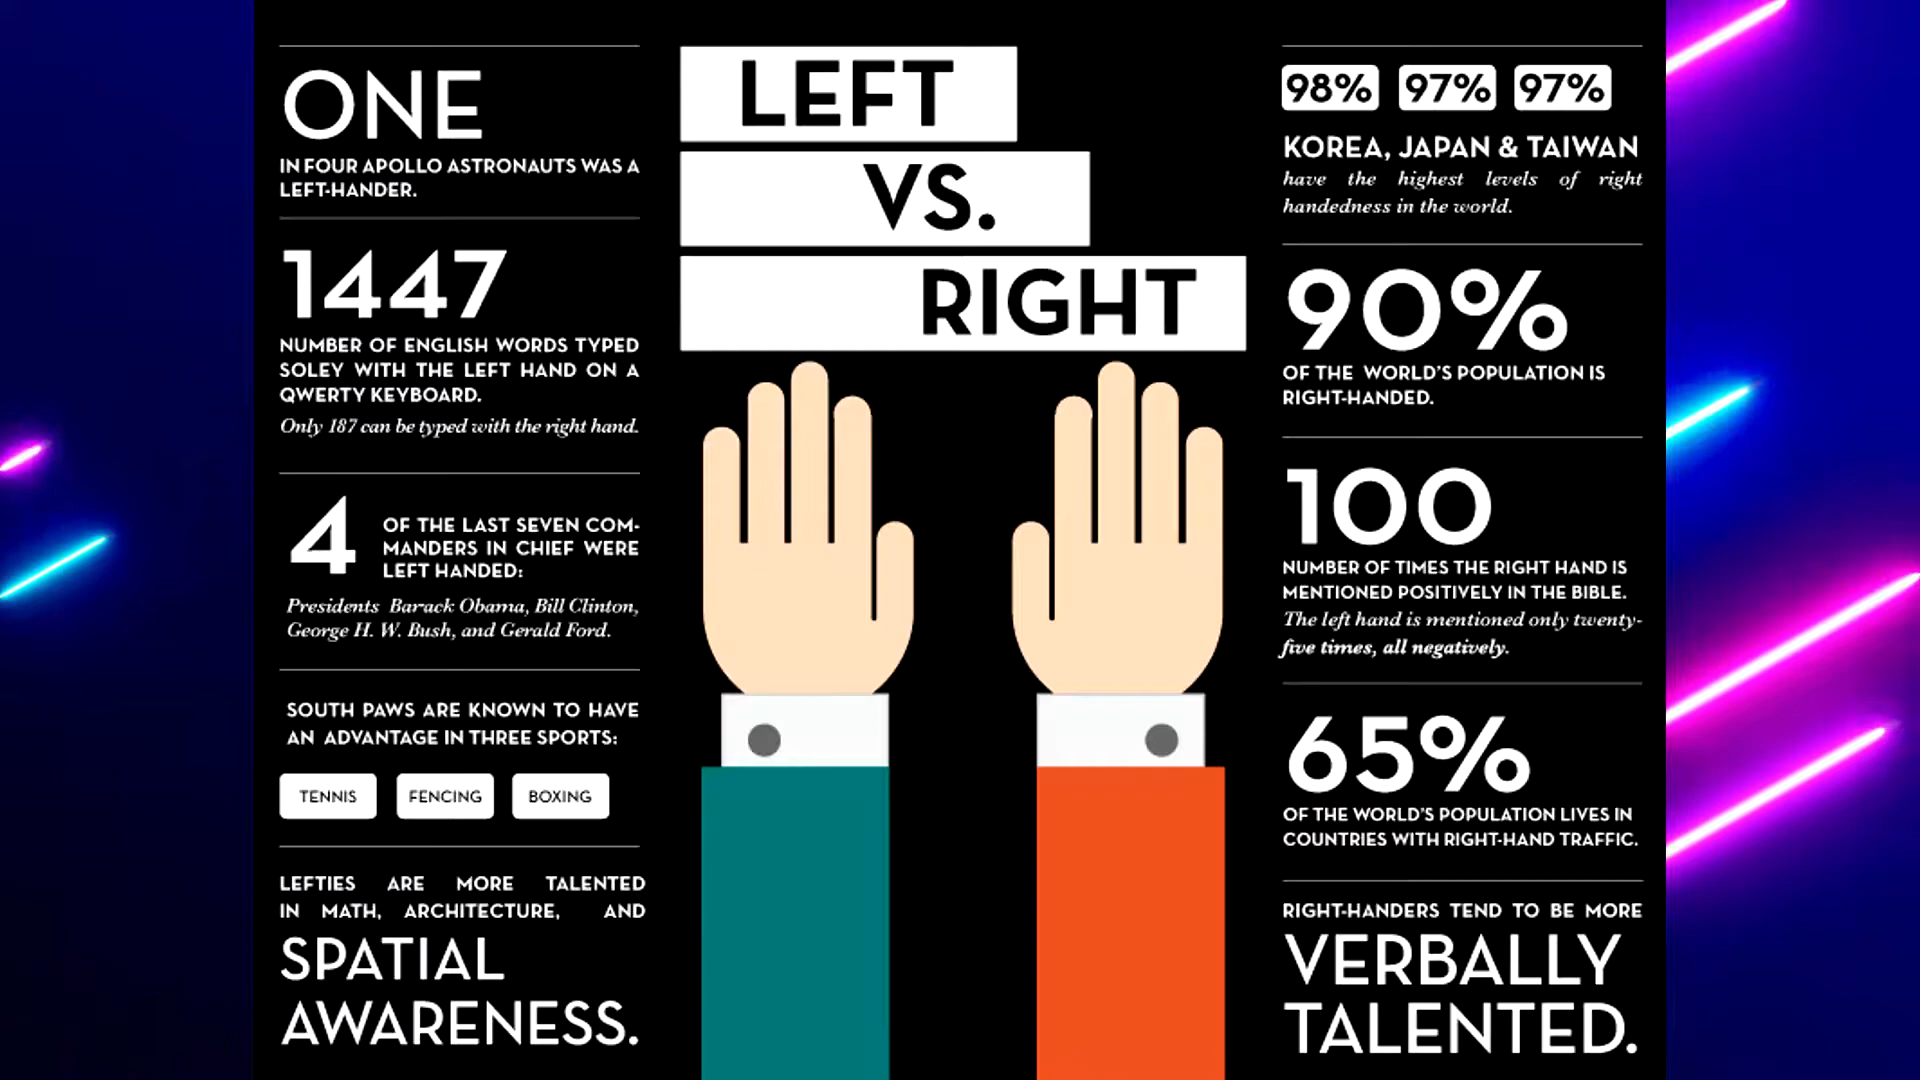 LEFT
VS.
RIGHT
ONE
IN FOUR APOLLO ASTRONAUTS WAS A
LEFT-HANDER.
1447
NUMBER OF ENGLISH WORDS TYPED
SOLEY WITH THE LEFT HAND ON A
QWERTY KEYBOARD.
Only 187 can be typed with the right hand.
4
OF THE LAST SEVEN COM-
MANDERS IN CHIEF WERE
LEFT HANDED:
Presidents Barack Obama, Bill Clinton,
George H. W. Bush, and Gerald Ford.
SOUTH PAWS ARE KNOWN TO HAVE
AN ADVANTAGE IN THREE SPORTS:
TENNIS FENCING BOXING
LEFTIES ARE MORE TALENTED
IN MATH, ARCHITECTURE, AND
SPATIAL
AWARENESS.
98% 97% 97%
KOREA, JAPAN & TAIWAN
have the highest levels of right
handedness in the world.
90%
OF THE WORLD'S POPULATION IS
RIGHT-HANDED.
100
NUMBER OF TIMES THE RIGHT HAND IS
MENTIONED POSITIVELY IN THE BIBLE.
The left hand is mentioned only twenty-
five times, all negatively.
65%
OF THE WORLD'S POPULATION LIVES IN
COUNTRIES WITH RIGHT-HAND TRAFFIC.
RIGHT-HANDERS TEND TO BE MORE
VERBALLY
TALENTED.